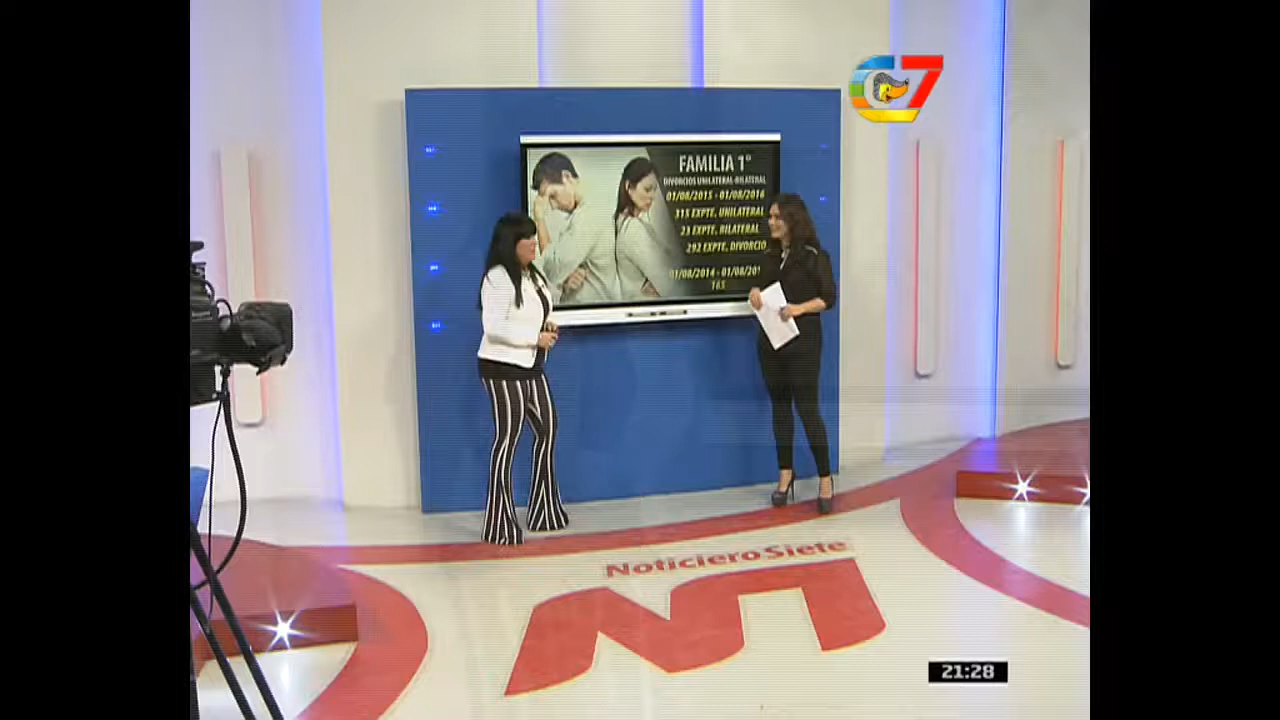 C7
FAMILIA 1°
DIVORCIOS UNILATERAL-BILATERAL
01/08/2015 - 01/08/2016
315 EXPTE. UNILATERAL
23 EXPTE. BILATERAL
292 EXPTE. DIVORCIO
01/08/2014 - 01/08/201
165
NoticieroSiete
21:28